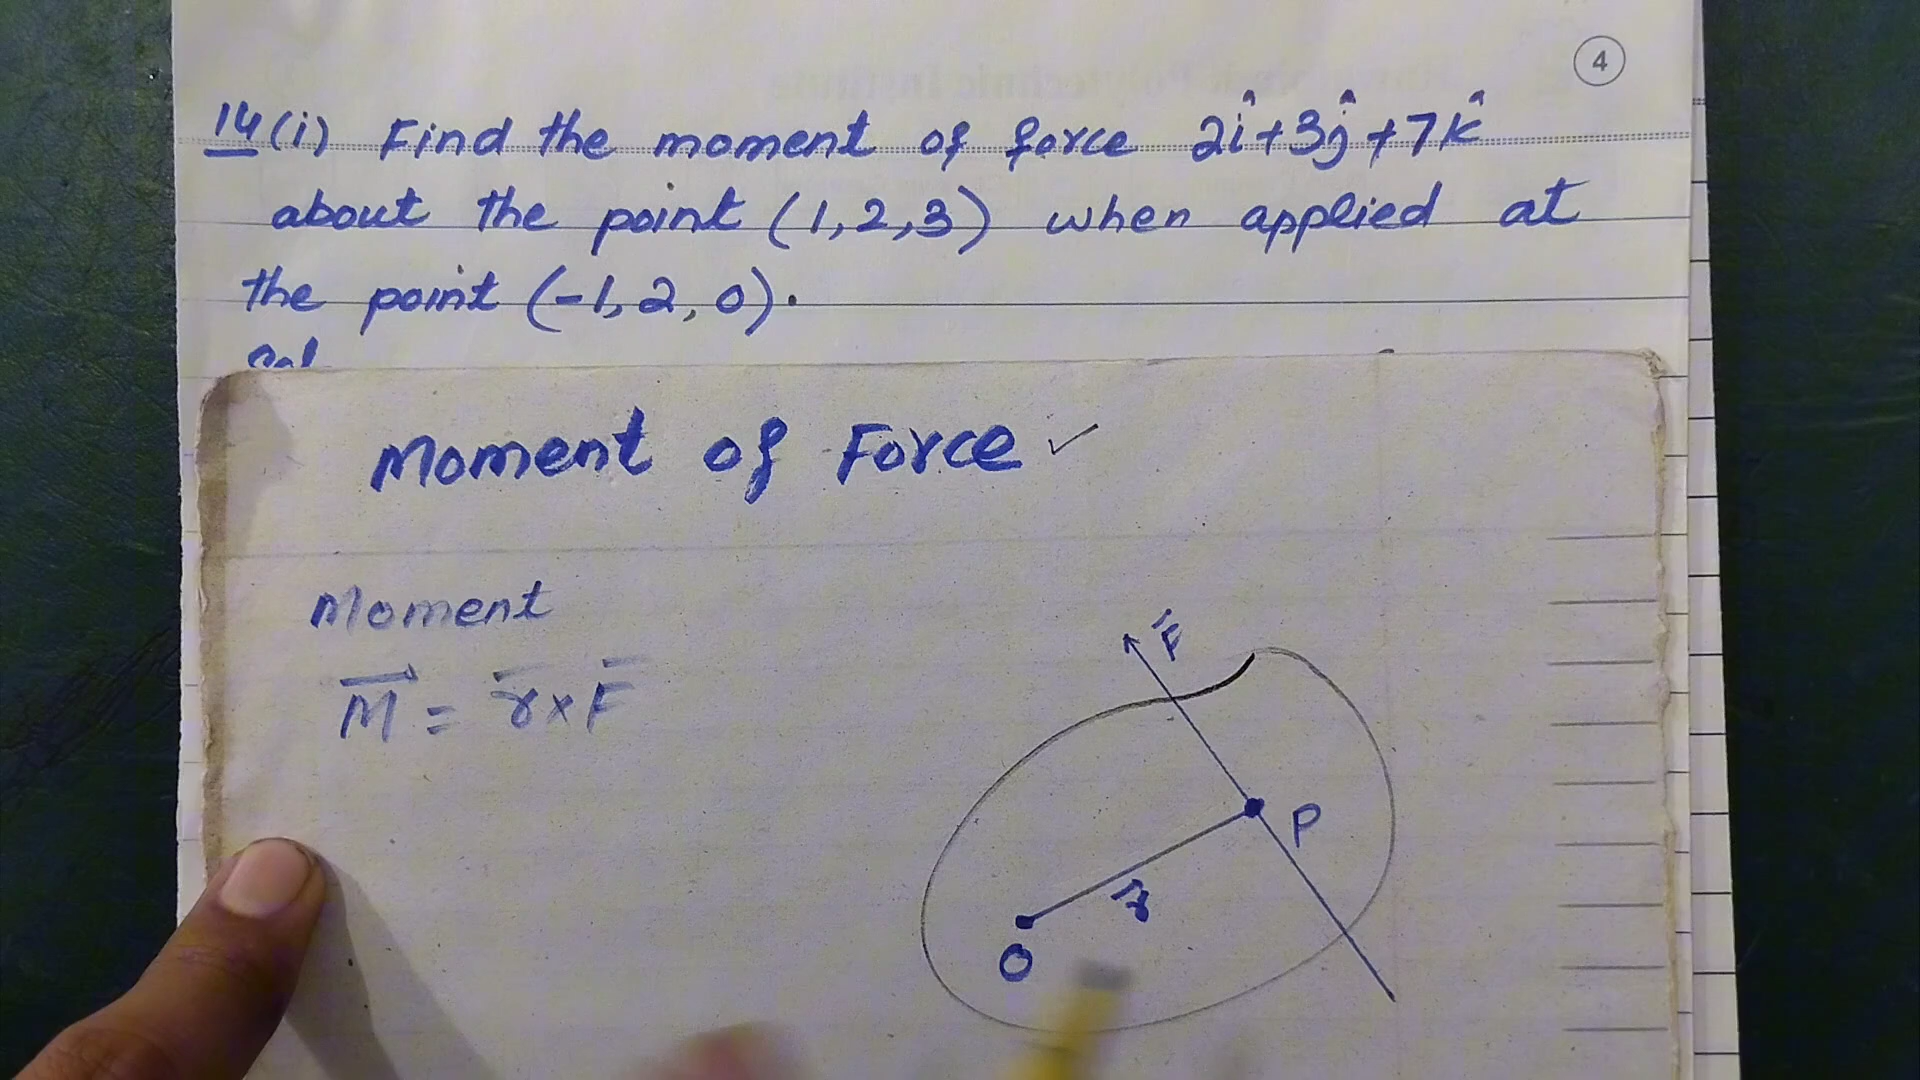 4
14 (i) Find the moment of force 2î+3ĵ+7k̂
about the point (1,2,3) when applied at
the point (-1,2,0).
Sol
Moment of Force ✓
Moment
M⃗ = r̄×F̄
F̄
P
r⃗
O